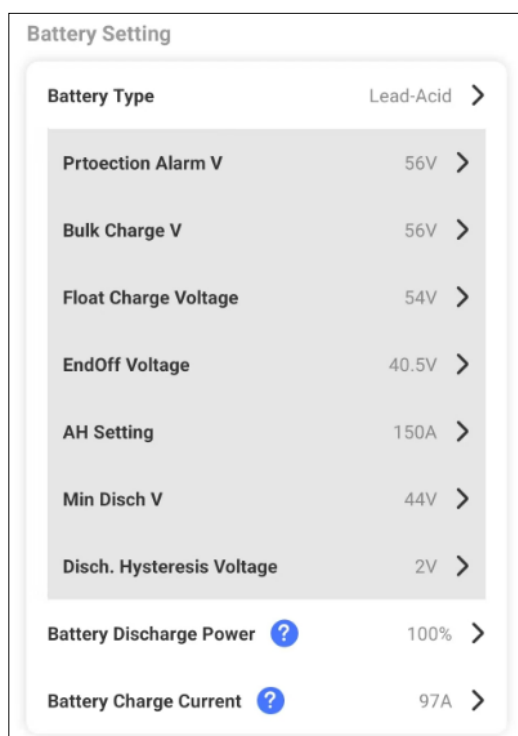 Battery Setting
Battery Type Lead-Acid
Prtoection Alarm V 56V
Bulk Charge V 56V
Float Charge Voltage 54V
EndOff Voltage 40.5V
AH Setting 150A
Min Disch V 44V
Disch. Hysteresis Voltage 2V
Battery Discharge Power ? 100%
Battery Charge Current ? 97A